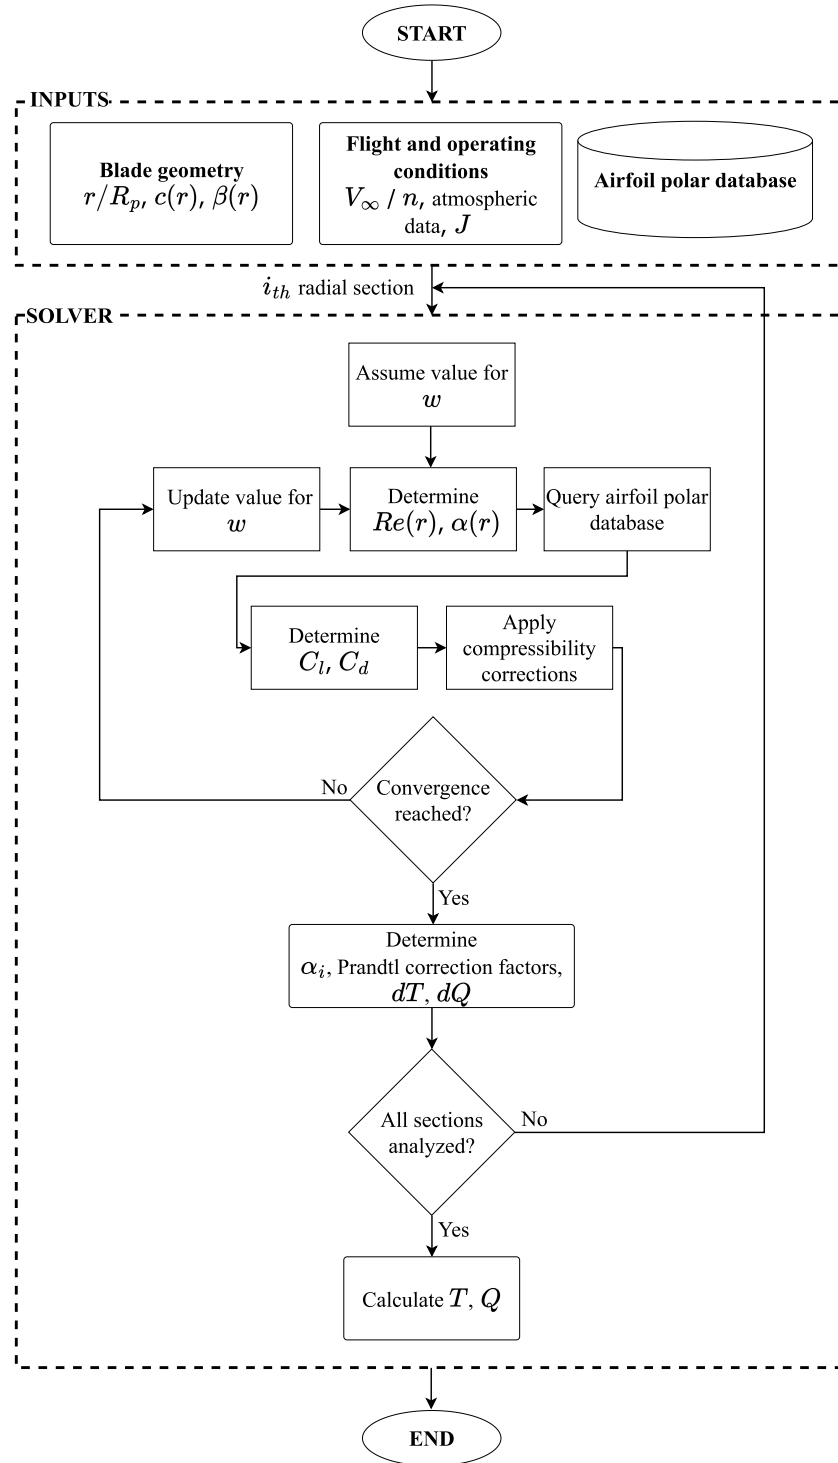 START
INPUTS
Blade geometry
r/R_p, c(r), β(r)
Flight and operating
conditions
V_∞ / n, atmospheric
data, J
Airfoil polar database
i_th radial section
SOLVER
Assume value for
w
Update value for
w
Determine
Re(r), α(r)
Query airfoil polar
database
Determine
C_l, C_d
Apply
compressibility
corrections
No
Convergence
reached?
Yes
Determine
α_i, Prandtl correction factors,
dT, dQ
All sections
analyzed?
No
Yes
Calculate T, Q
END